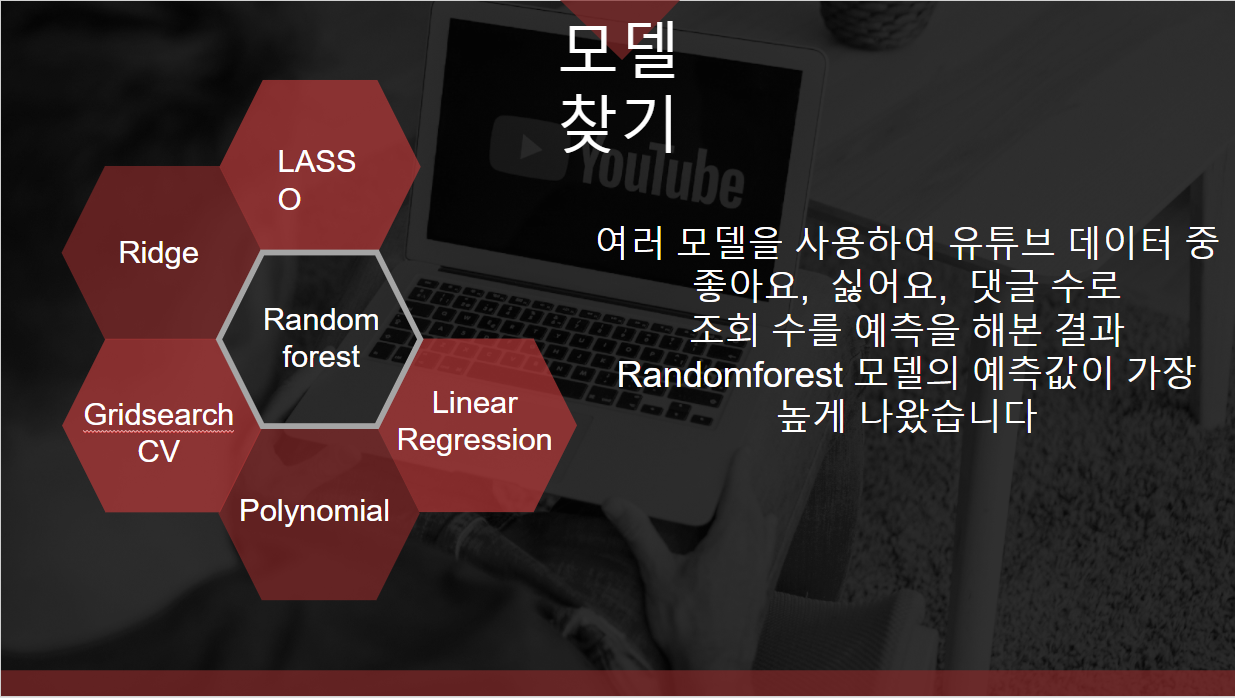 모델
찾기
YouTube
LASS
O
Ridge
Random
forest
Gridsearch
CV
Linear
Regression
Polynomial
여러 모델을 사용하여 유튜브 데이터 중
좋아요, 싫어요, 댓글 수로
조회 수를 예측을 해본 결과
Randomforest 모델의 예측값이 가장
높게 나왔습니다